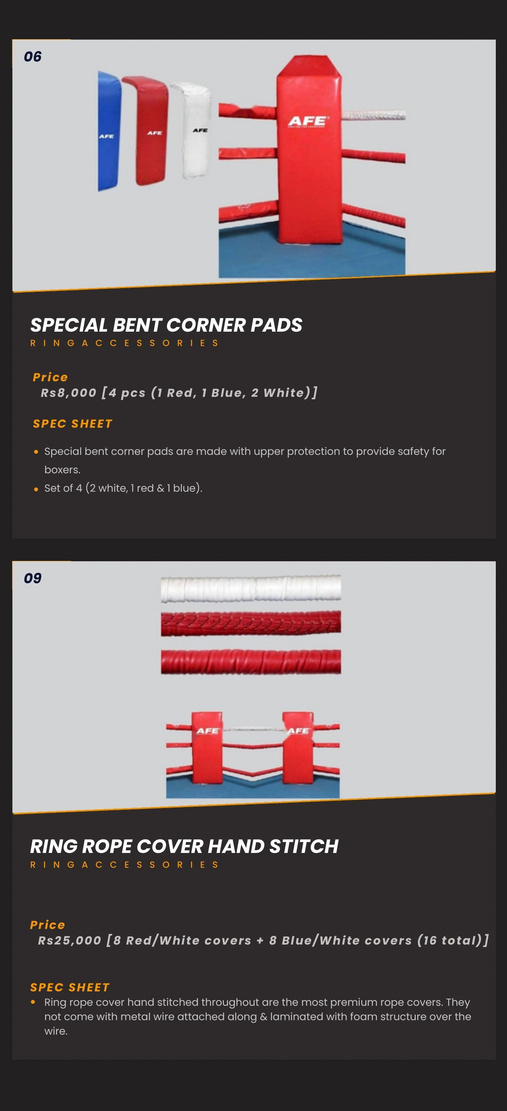 06
AFE
AFE
AFE
AFE
SPECIAL BENT CORNER PADS
RINGACCESSORIES
Price
Rs8,000 [4 pcs (1 Red, 1 Blue, 2 White)]
SPEC SHEET
• Special bent corner pads are made with upper protection to provide safety for
boxers.
• Set of 4 (2 white, 1 red & 1 blue).
09
AFE AFE
RING ROPE COVER HAND STITCH
RINGACCESSORIES
Price
Rs25,000 [8 Red/White covers + 8 Blue/White covers (16 total)]
SPEC SHEET
• Ring rope cover hand stitched throughout are the most premium rope covers. They
not come with metal wire attached along & laminated with foam structure over the
wire.